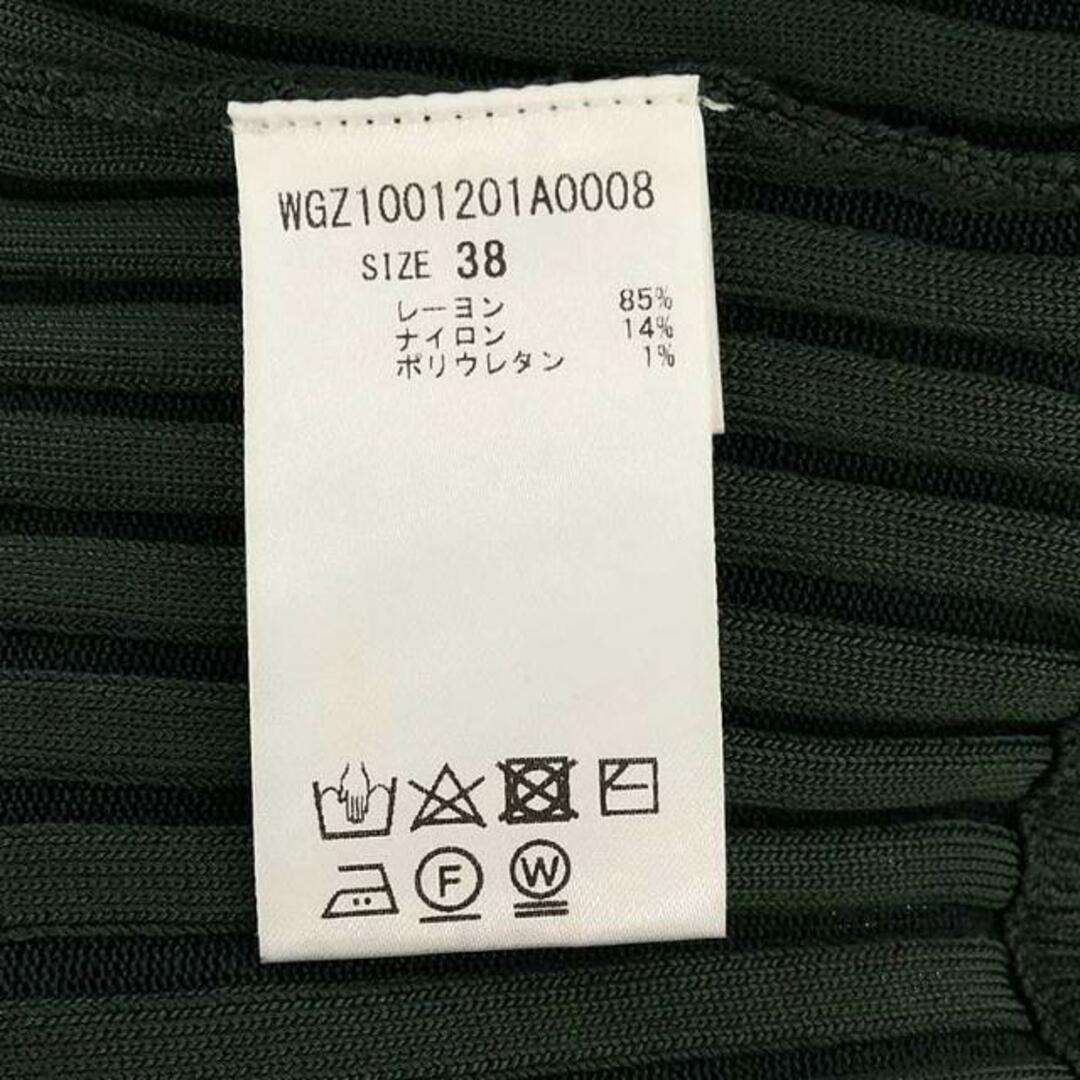 WGZ1001201A0008
SIZE 38
レーヨン 85%
ナイロン 14%
ポリウレタン 1%
F W